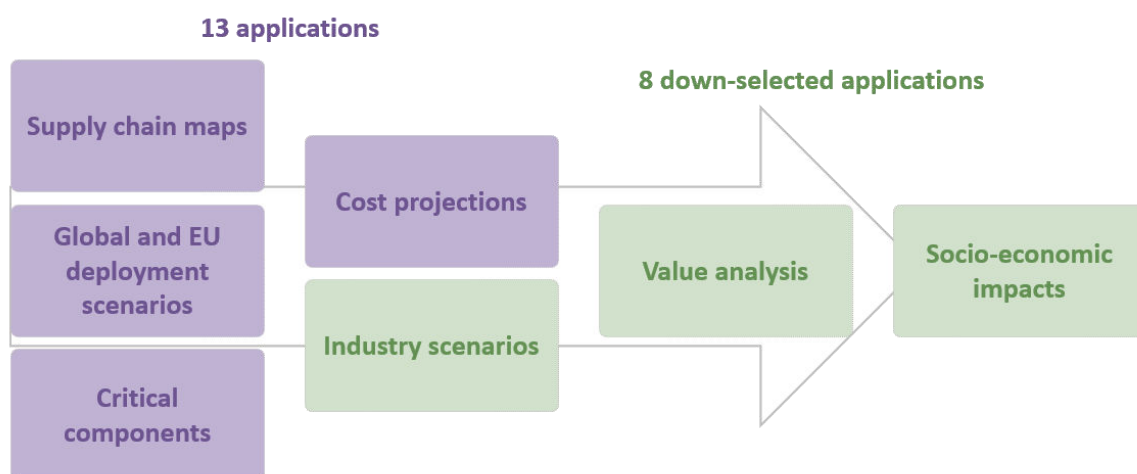 13 applications
8 down-selected applications
Supply chain maps
Global and EU
deployment
scenarios
Critical
components
Cost projections
Industry scenarios
Value analysis
Socio-economic
impacts